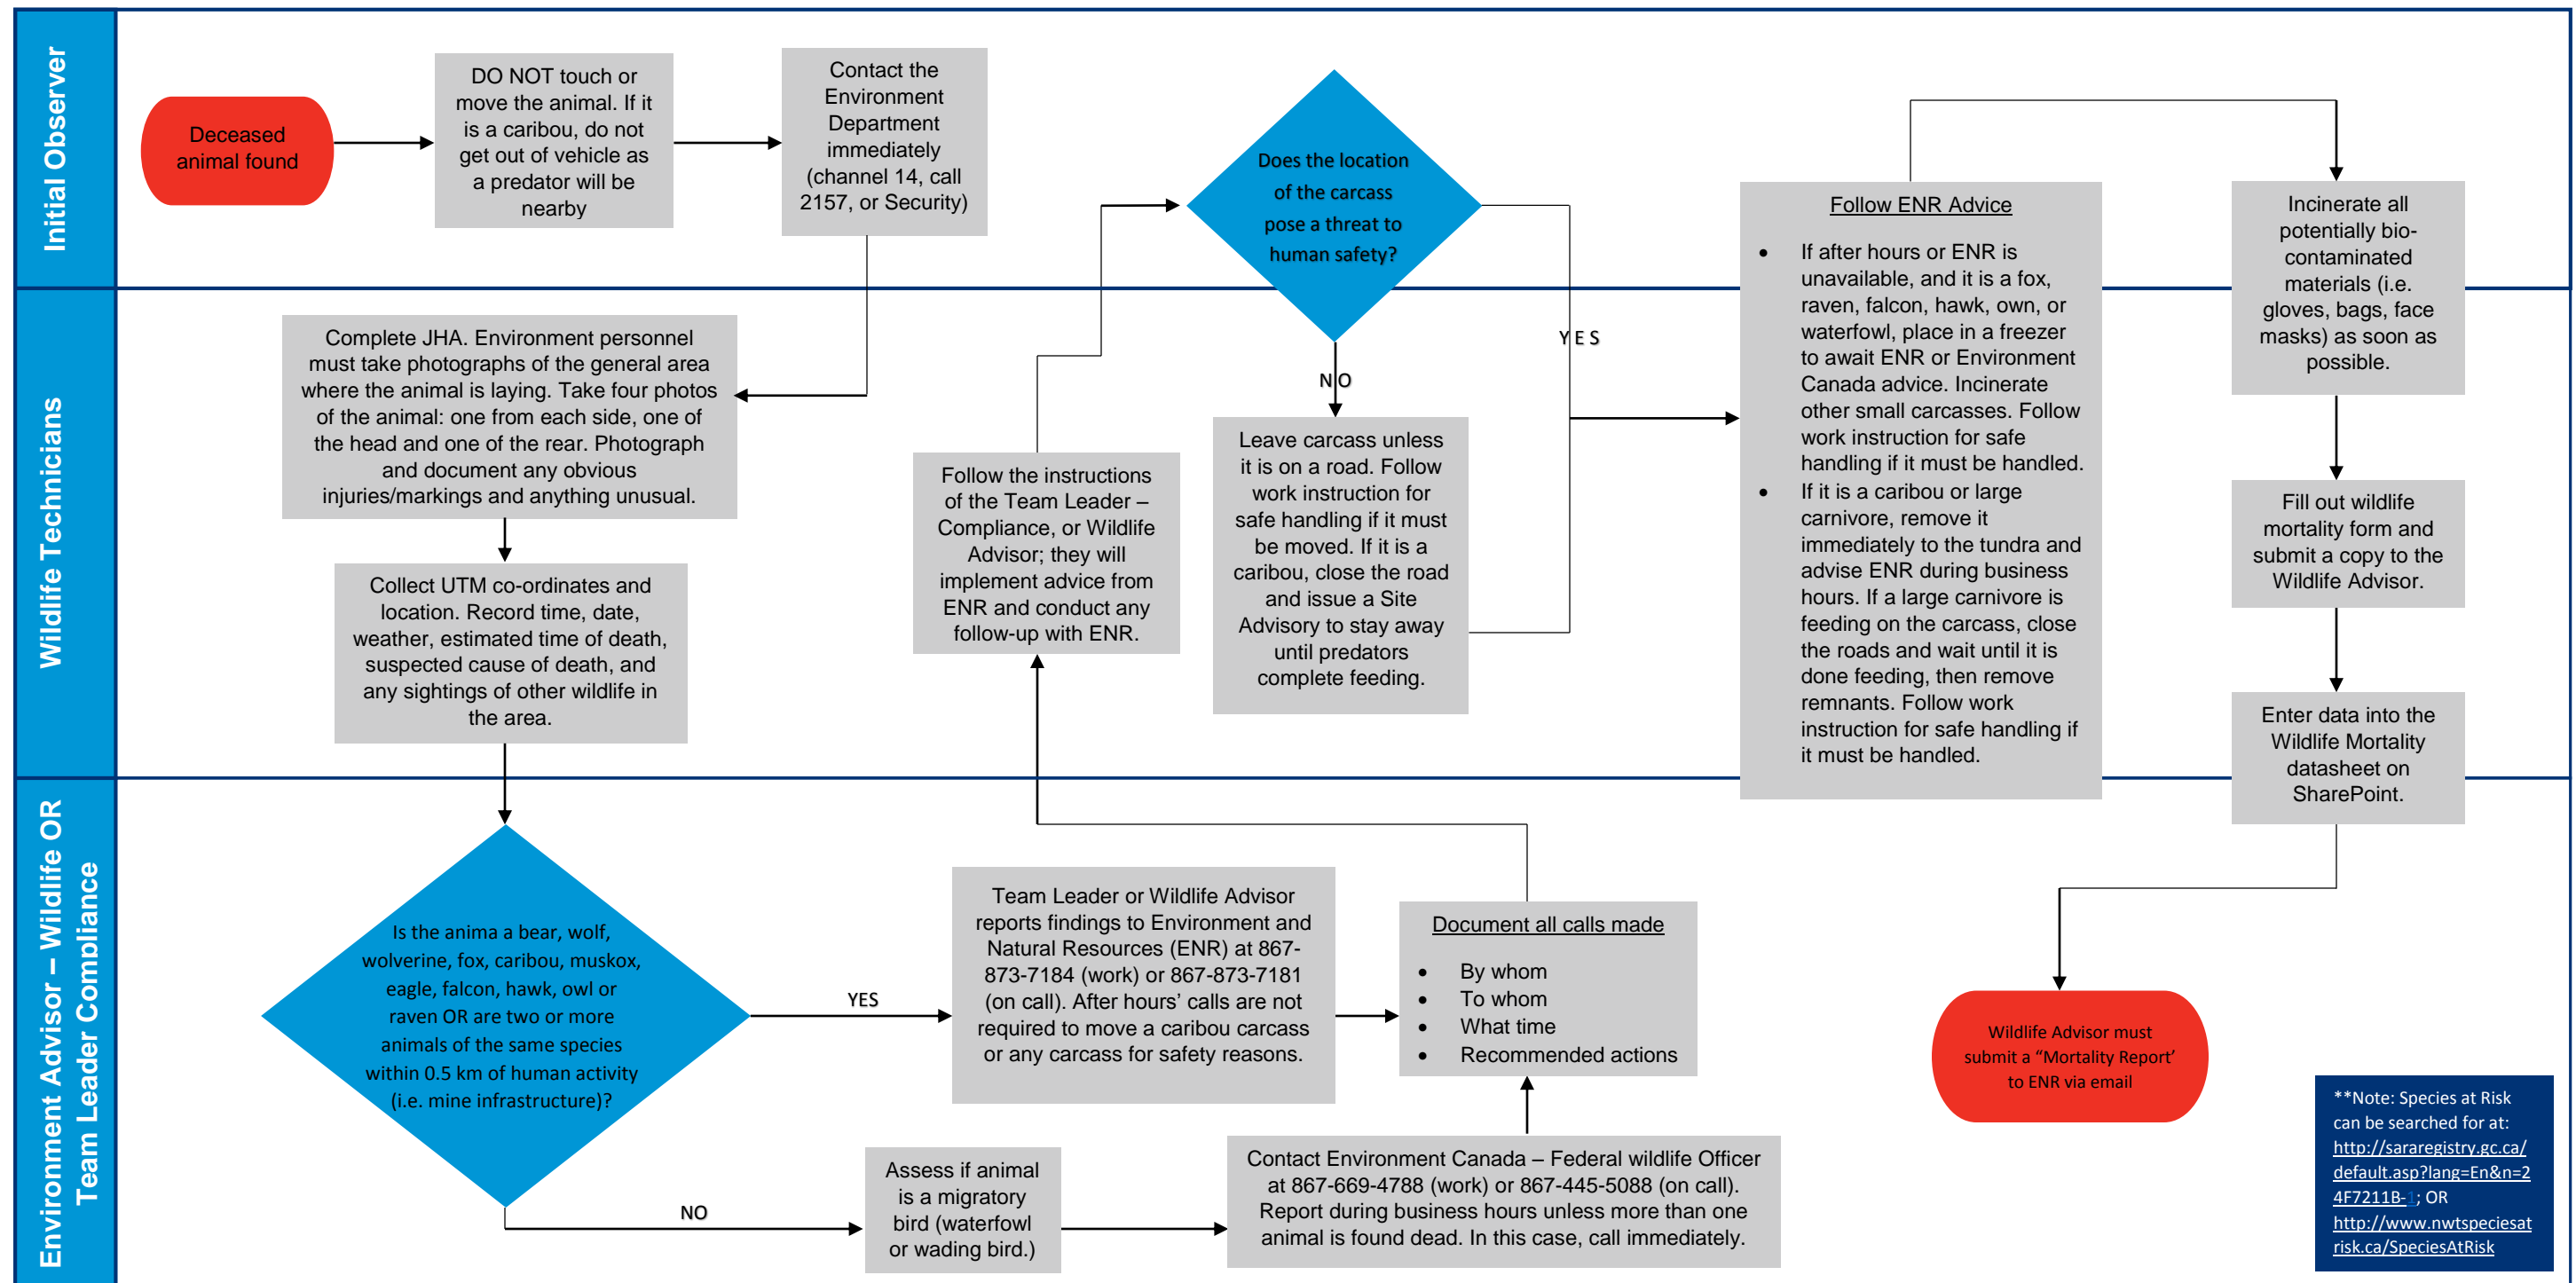 Initial Observer
Deceased
animal found
DO NOT touch or
move the animal. If it
is a caribou, do not
get out of vehicle as
a predator will be
nearby
Contact the
Environment
Department
immediately
(channel 14, call
2157, or Security)
Does the location
of the carcass
pose a threat to
human safety?
YES
NO
Follow ENR Advice
• If after hours or ENR is
unavailable, and it is a fox,
raven, falcon, hawk, own, or
waterfowl, place in a freezer
to await ENR or Environment
Canada advice. Incinerate
other small carcasses. Follow
work instruction for safe
handling if it must be handled.
• If it is a caribou or large
carnivore, remove it
immediately to the tundra and
advise ENR during business
hours. If a large carnivore is
feeding on the carcass, close
the roads and wait until it is
done feeding, then remove
remnants. Follow work
instruction for safe handling if
it must be handled.
Incinerate all
potentially bio-
contaminated
materials (i.e.
gloves, bags, face
masks) as soon as
possible.
Wildlife Technicians
Complete JHA. Environment personnel
must take photographs of the general area
where the animal is laying. Take four photos
of the animal: one from each side, one of
the head and one of the rear. Photograph
and document any obvious
injuries/markings and anything unusual.
Collect UTM co-ordinates and
location. Record time, date,
weather, estimated time of death,
suspected cause of death, and
any sightings of other wildlife in
the area.
Follow the instructions
of the Team Leader –
Compliance, or Wildlife
Advisor; they will
implement advice from
ENR and conduct any
follow-up with ENR.
Leave carcass unless
it is on a road. Follow
work instruction for
safe handling if it must
be moved. If it is a
caribou, close the road
and issue a Site
Advisory to stay away
until predators
complete feeding.
Fill out wildlife
mortality form and
submit a copy to the
Wildlife Advisor.
Enter data into the
Wildlife Mortality
datasheet on
SharePoint.
Environment Advisor – Wildlife OR
Team Leader Compliance
Is the anima a bear, wolf,
wolverine, fox, caribou, muskox,
eagle, falcon, hawk, owl or
raven OR are two or more
animals of the same species
within 0.5 km of human activity
(i.e. mine infrastructure)?
YES
NO
Team Leader or Wildlife Advisor
reports findings to Environment and
Natural Resources (ENR) at 867-
873-7184 (work) or 867-873-7181
(on call). After hours' calls are not
required to move a caribou carcass
or any carcass for safety reasons.
Document all calls made
• By whom
• To whom
• What time
• Recommended actions
Assess if animal
is a migratory
bird (waterfowl
or wading bird.)
Contact Environment Canada – Federal wildlife Officer
at 867-669-4788 (work) or 867-445-5088 (on call).
Report during business hours unless more than one
animal is found dead. In this case, call immediately.
Wildlife Advisor must
submit a “Mortality Report’
to ENR via email
**Note: Species at Risk
can be searched for at:
http://sararegistry.gc.ca/
default.asp?lang=En&n=2
4F7211B-1; OR
http://www.nwtspeciesat
risk.ca/SpeciesAtRisk